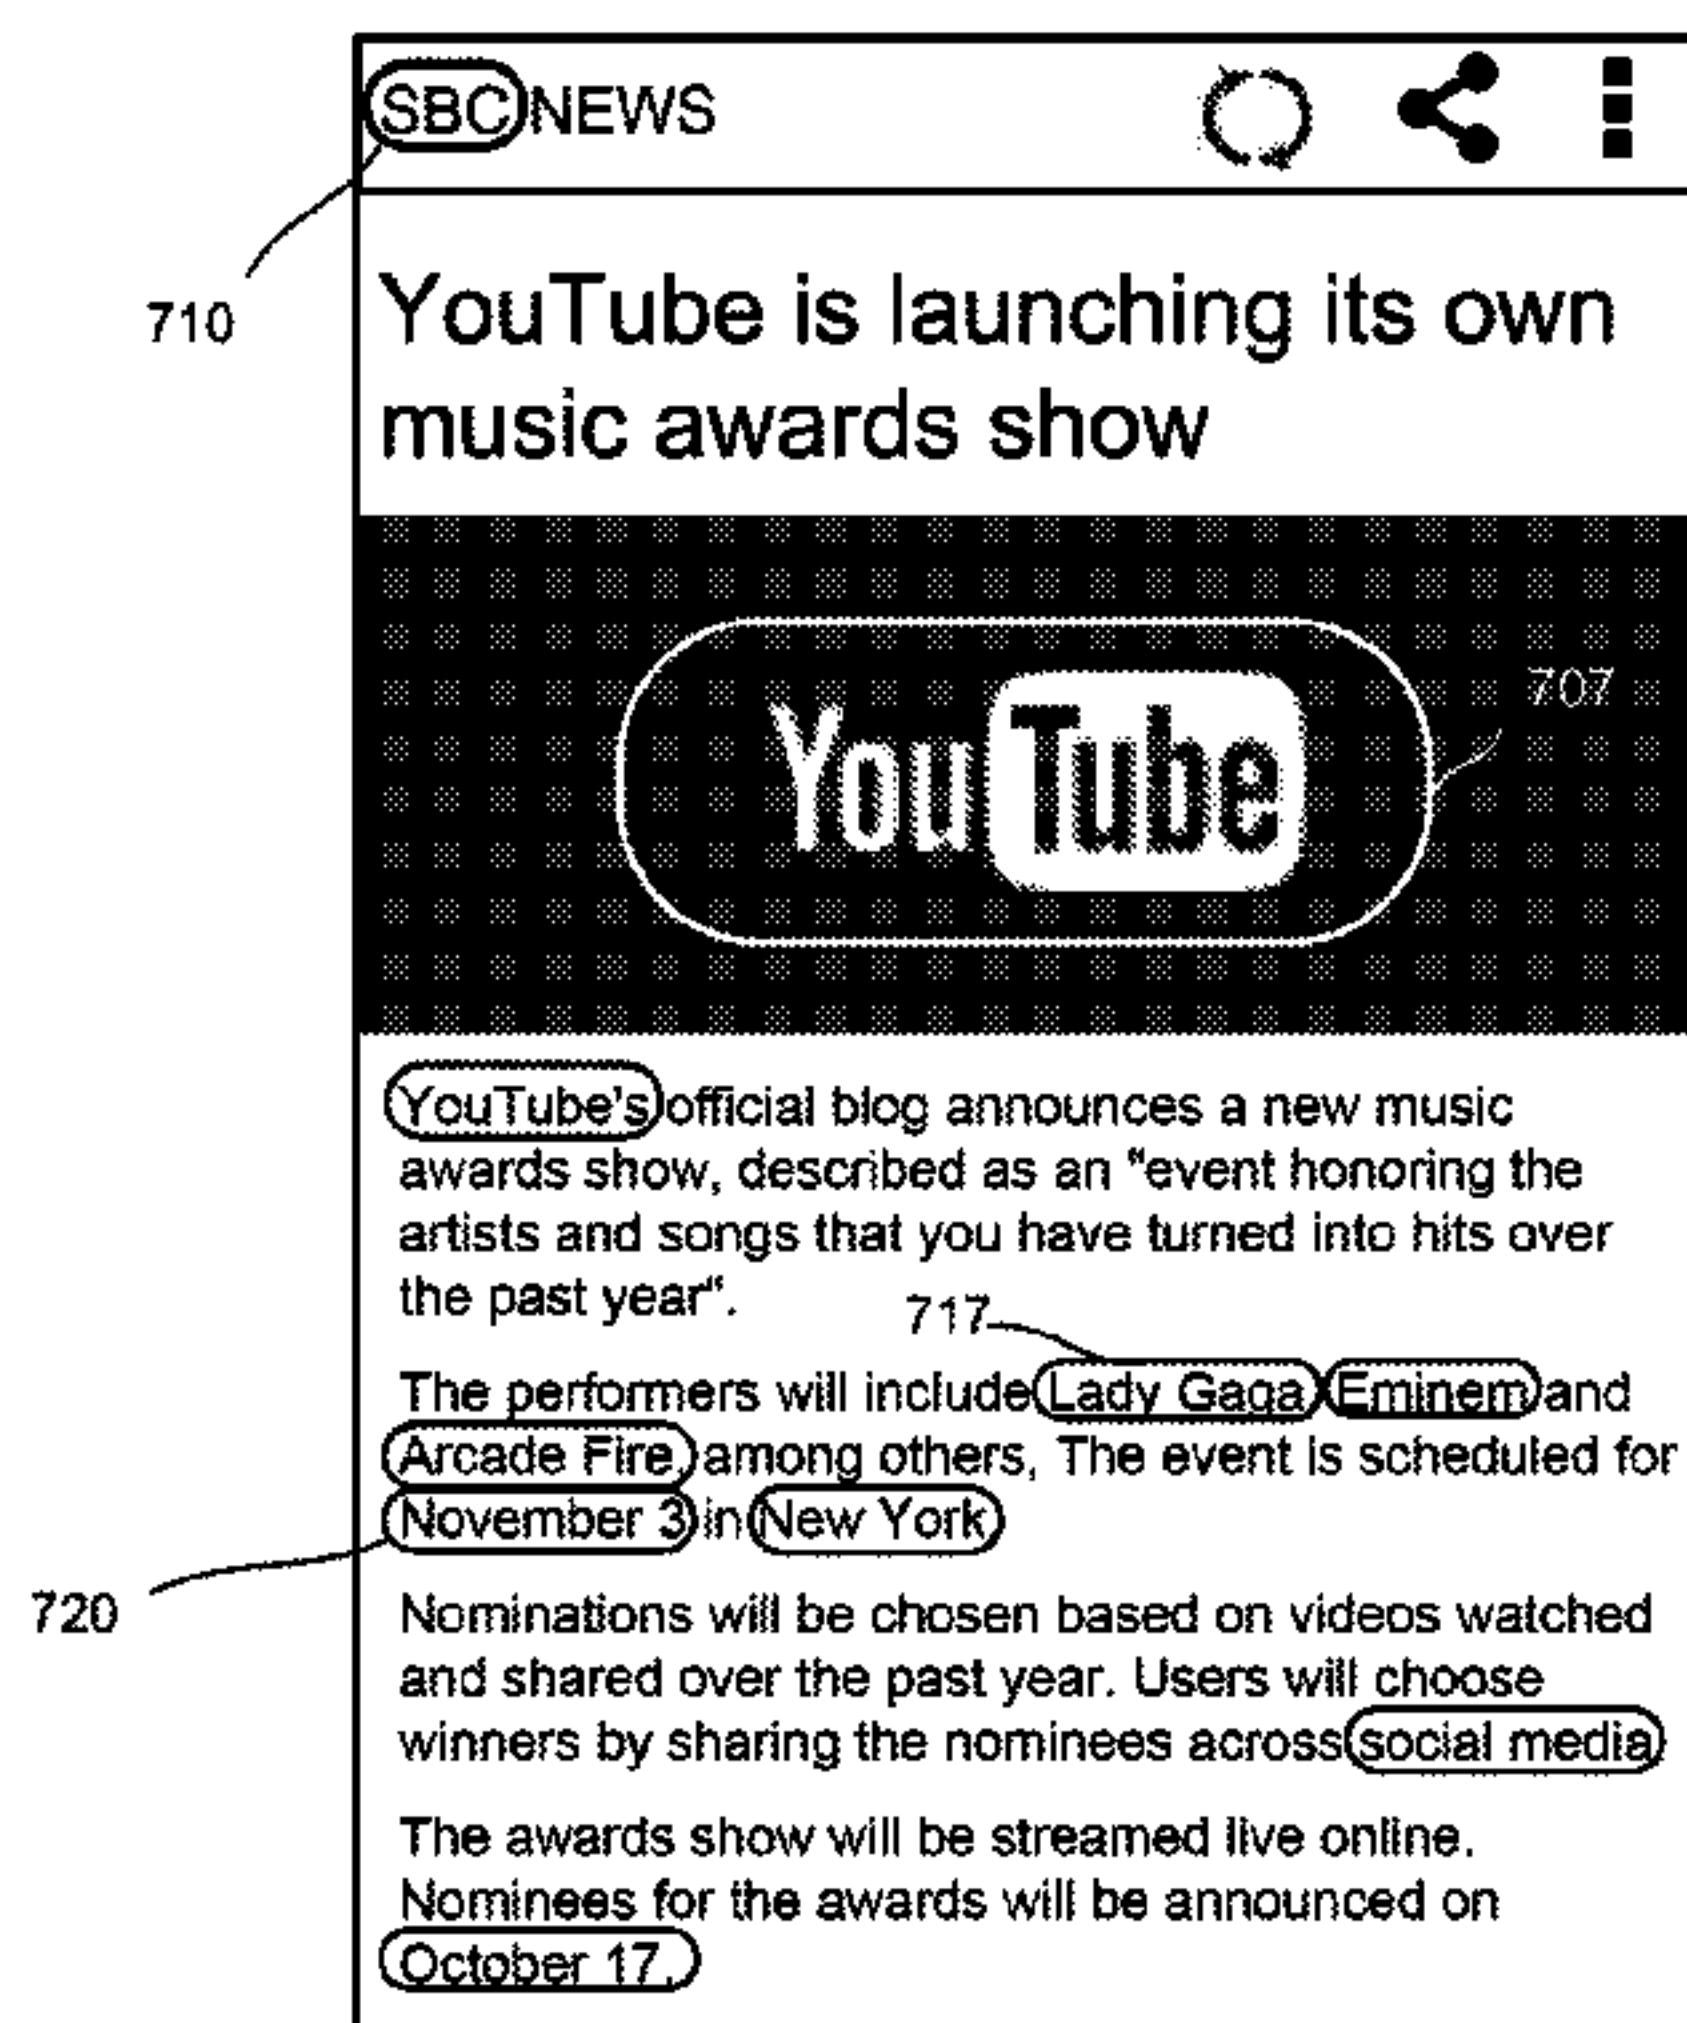 SBC NEWS
710
YouTube is launching its own
music awards show
707
YouTube
YouTube's official blog announces a new music
awards show, described as an "event honoring the
artists and songs that you have turned into hits over
the past year".
717
The performers will include Lady Gaga Eminem and
Arcade Fire, among others, The event is scheduled for
November 3 in New York
720
Nominations will be chosen based on videos watched
and shared over the past year. Users will choose
winners by sharing the nominees across social media
The awards show will be streamed live online.
Nominees for the awards will be announced on
October 17.